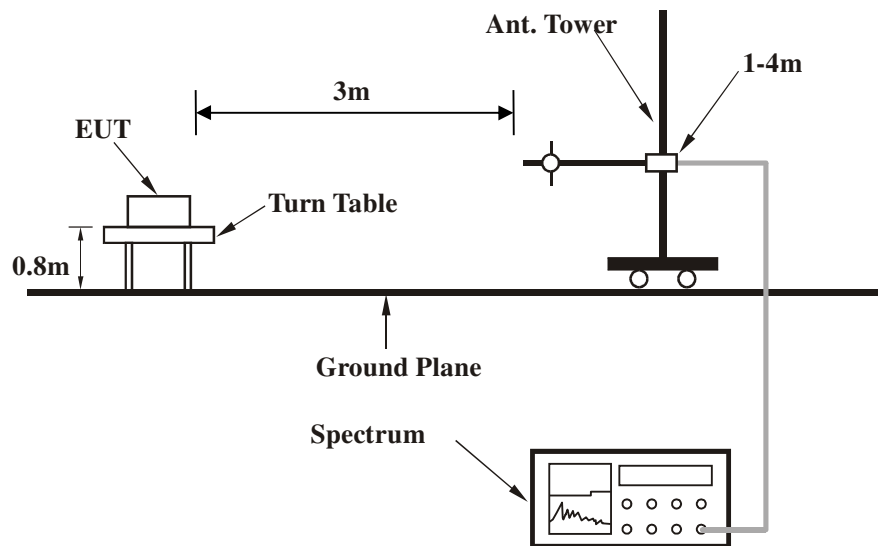 Ant. Tower
1-4m
3m
EUT
Turn Table
0.8m
Ground Plane
Spectrum